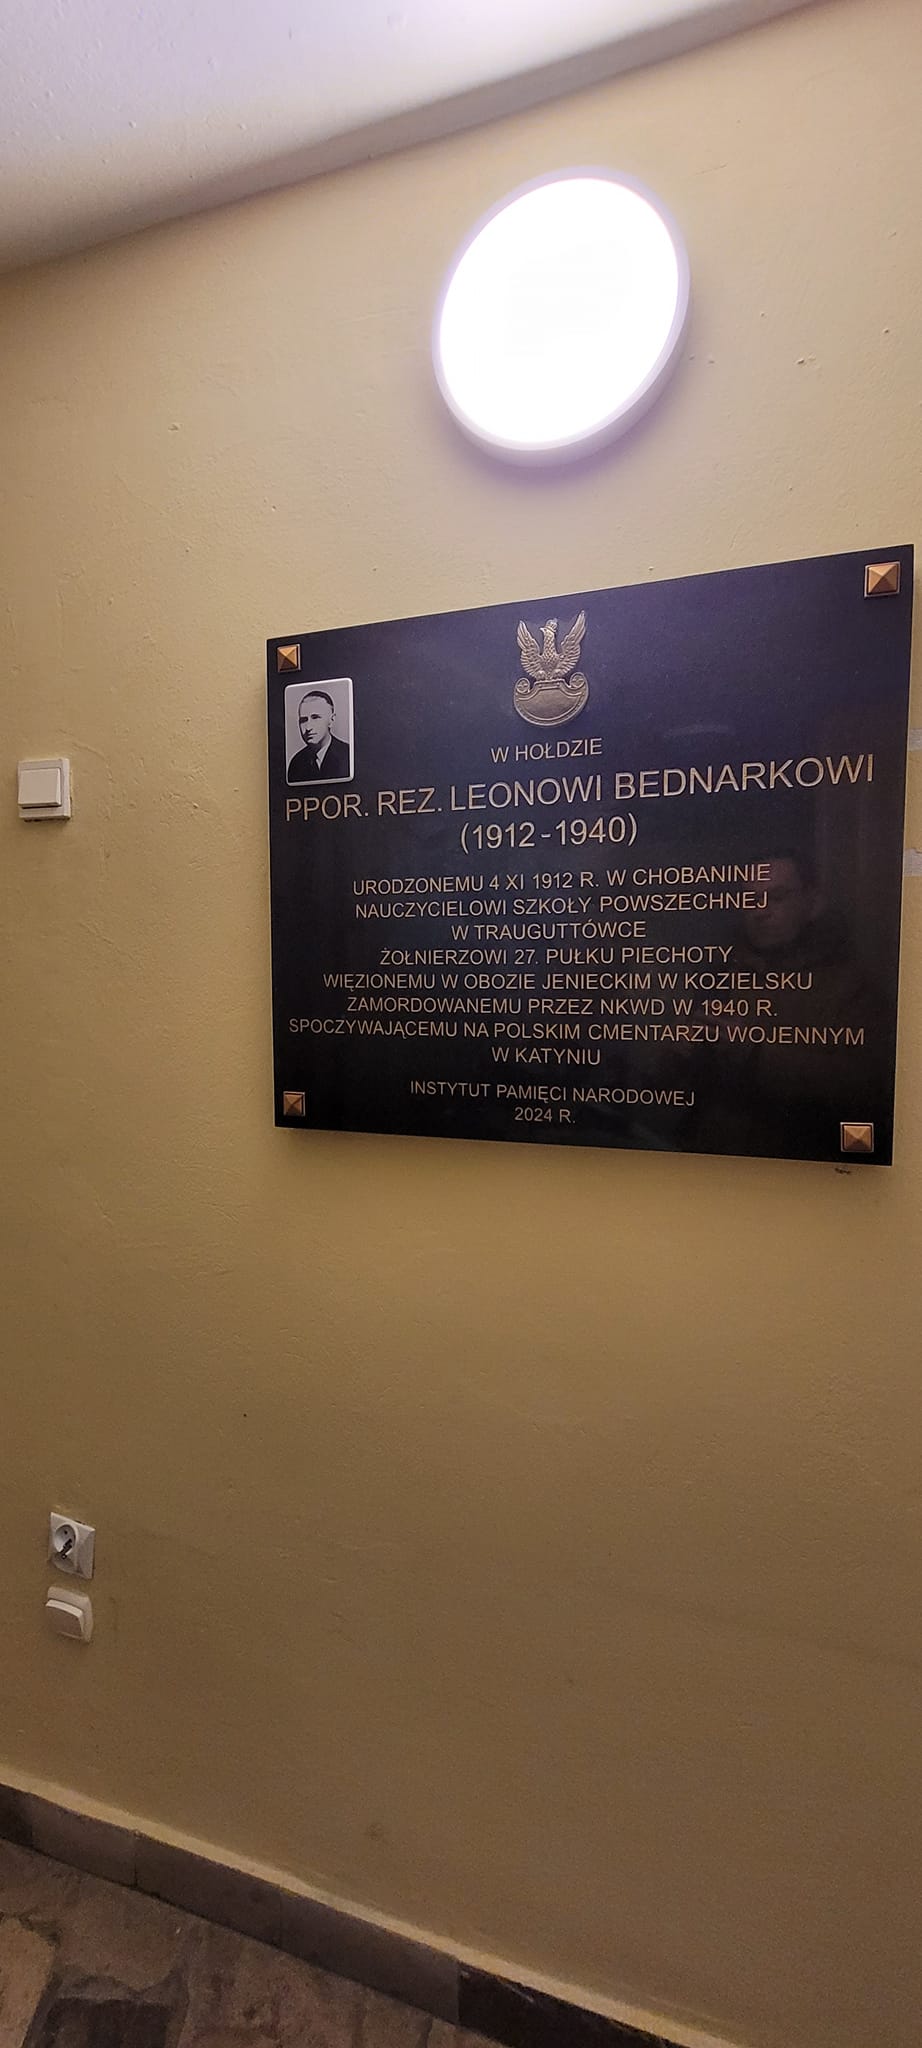 W HOŁDZIE
PPOR. REZ. LEONOWI BEDNARKOWI
(1912-1940)
URODZONEMU 4 XI 1912 R. W CHOBANINIE
NAUCZYCIELOWI SZKOŁY POWSZECHNEJ
W TRAUGUTTÓWCE
ŻOŁNIERZOWI 27. PUŁKU PIECHOTY
WIĘZIONEMU W OBOZIE JENIECKIM W KOZIELSKU
ZAMORDOWANEMU PRZEZ NKWD W 1940 R.
SPOCZYWAJĄCEMU NA POLSKIM CMENTARZU WOJENNYM
W KATYNIU
INSTYTUT PAMIĘCI NARODOWEJ
2024 R.